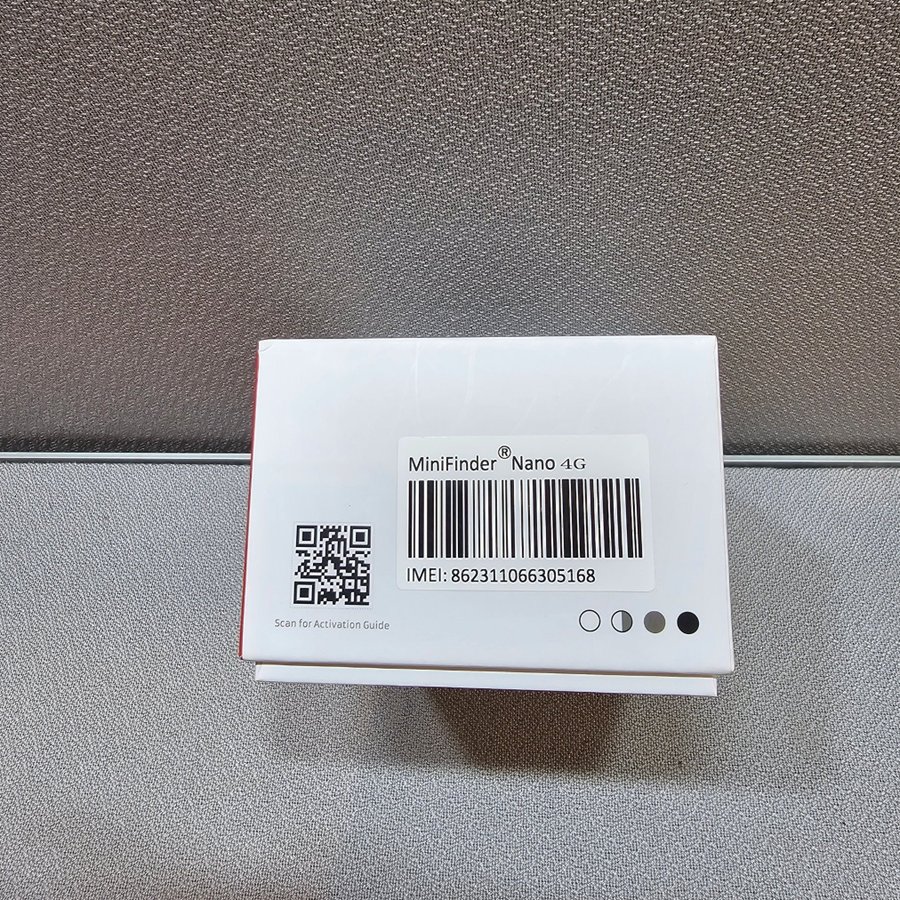 MiniFinder® Nano 4G
IMEI: 862311066305168
Scan for Activation Guide